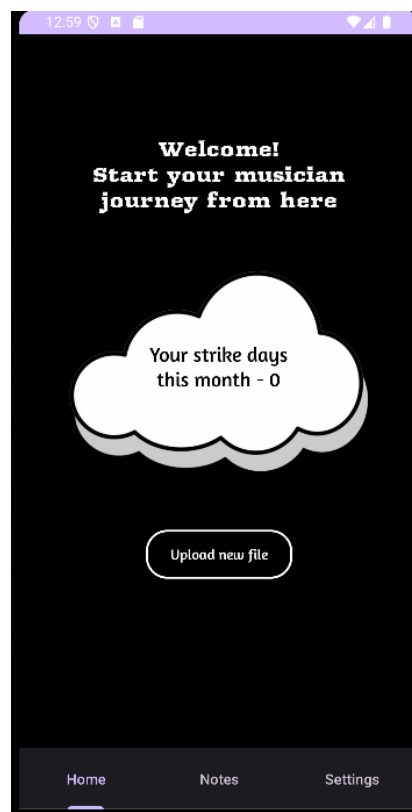 12:59
Welcome!
Start your musician
journey from here
Your strike days
this month - 0
Upload new file
Home Notes Settings